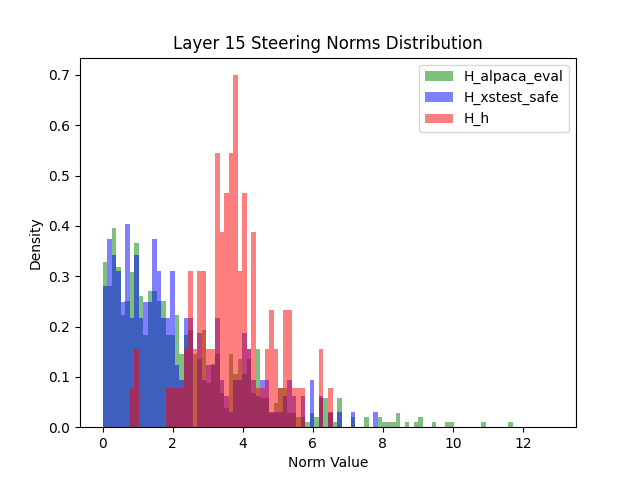 Layer 15 Steering Norms Distribution
H_alpaca_eval
H_xstest_safe
H_h
Density
0.7
0.6
0.5
0.4
0.3
0.2
0.1
0.0
0 2 4 6 8 10 12
Norm Value